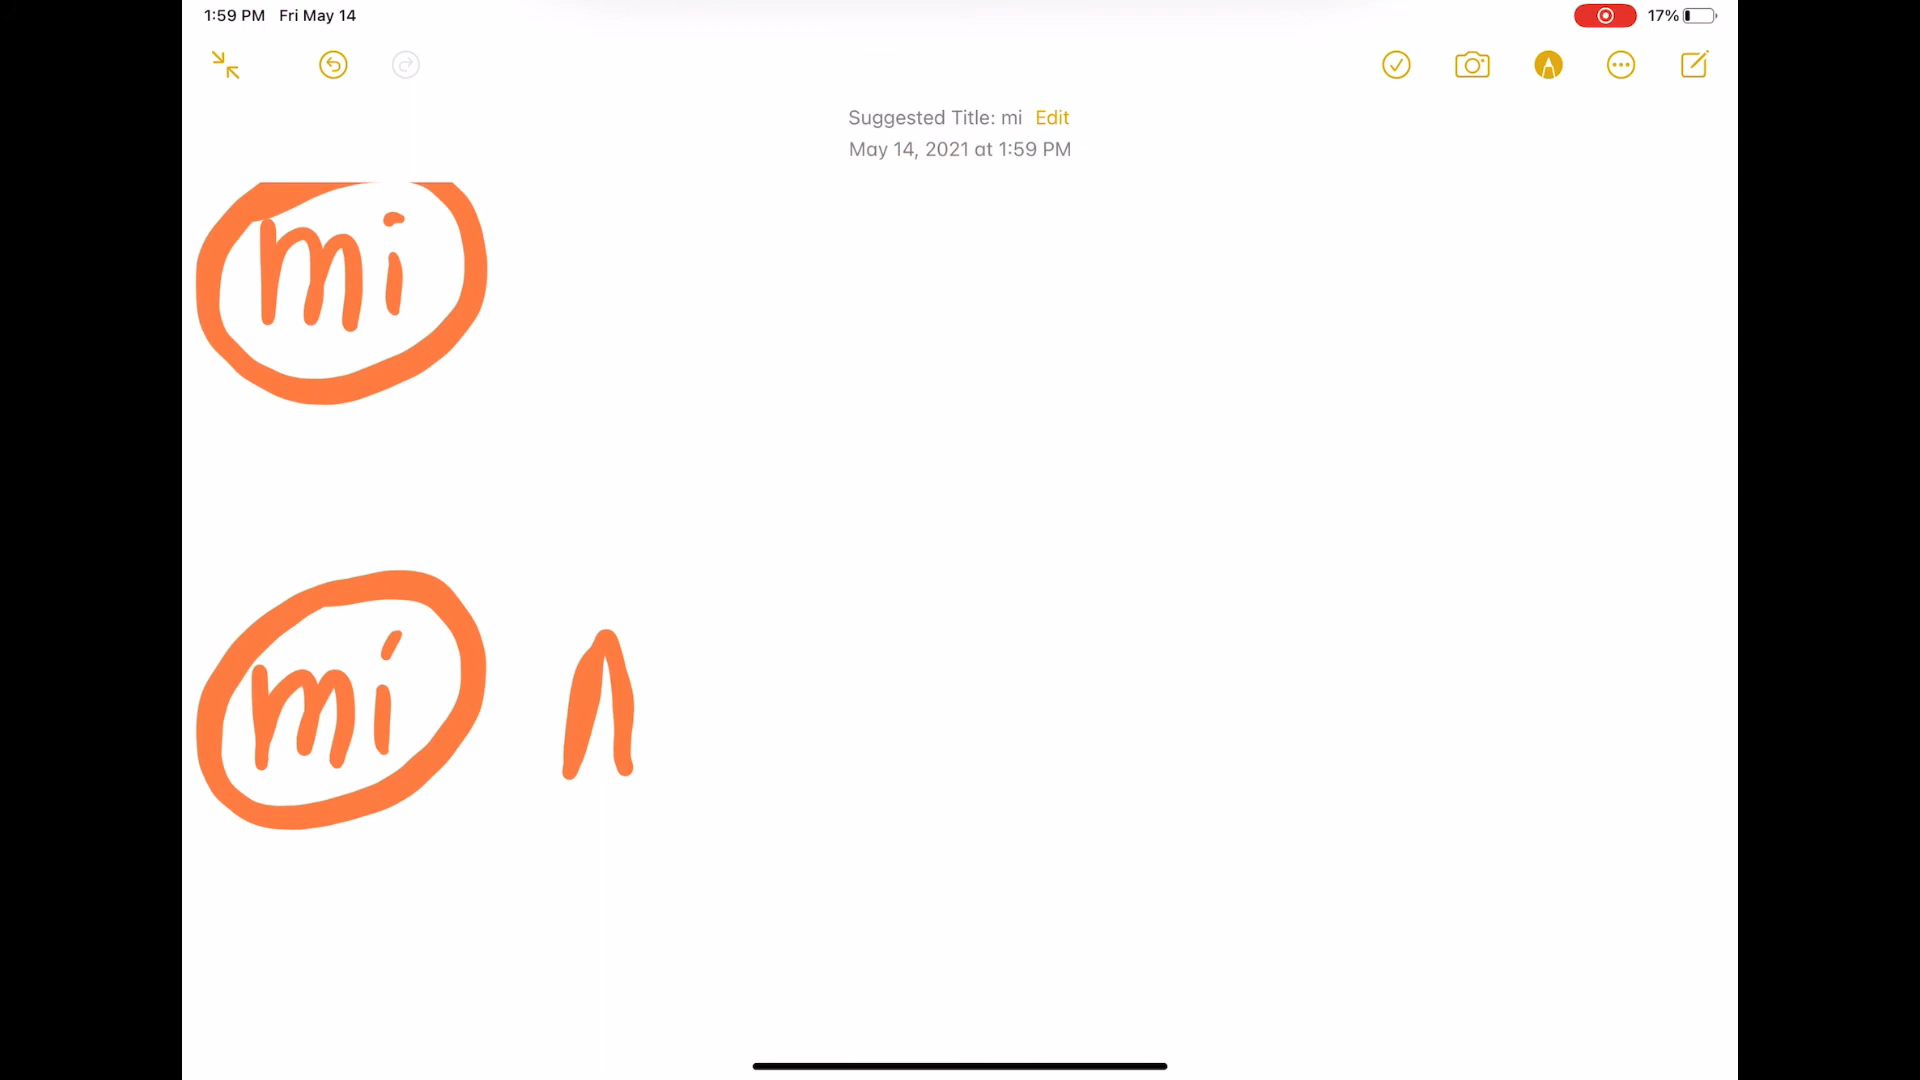 1:59 PM Fri May 14 17%
Suggested Title: mi Edit
May 14, 2021 at 1:59 PM
mi
mí